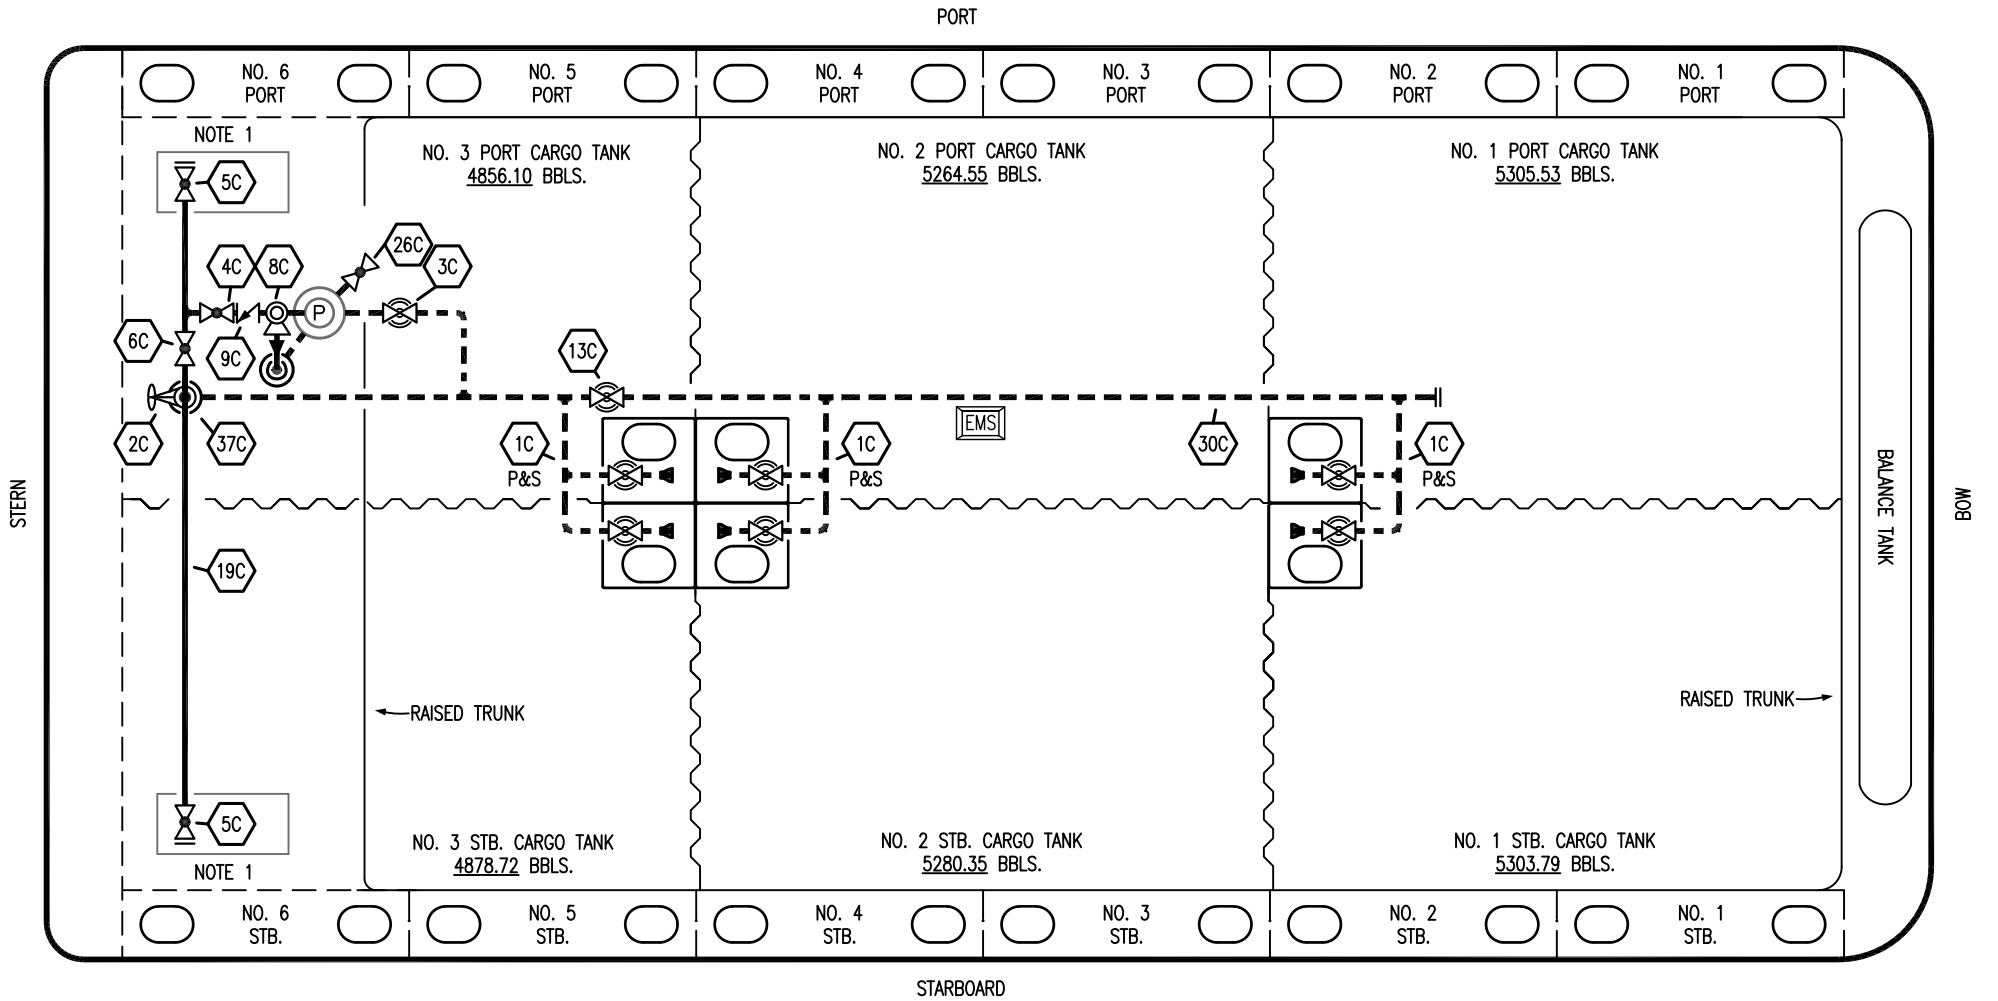 PORT
NO. 6
PORT
NO. 5
PORT
NO. 4
PORT
NO. 3
PORT
NO. 2
PORT
NO. 1
PORT
NOTE 1
NO. 3 PORT CARGO TANK
4856.10 BBLS.
NO. 2 PORT CARGO TANK
5264.55 BBLS.
NO. 1 PORT CARGO TANK
5305.53 BBLS.
5C
26C
4C
8C
3C
P
6C
9C
13C
2C
37C
1C
P&S
1C
P&S
EMS
30C
1C
P&S
STERN
BALANCE TANK
BOW
19C
RAISED TRUNK
RAISED TRUNK
5C
NO. 3 STB. CARGO TANK
4878.72 BBLS.
NO. 2 STB. CARGO TANK
5280.35 BBLS.
NO. 1 STB. CARGO TANK
5303.79 BBLS.
NOTE 1
NO. 6
STB.
NO. 5
STB.
NO. 4
STB.
NO. 3
STB.
NO. 2
STB.
NO. 1
STB.
STARBOARD